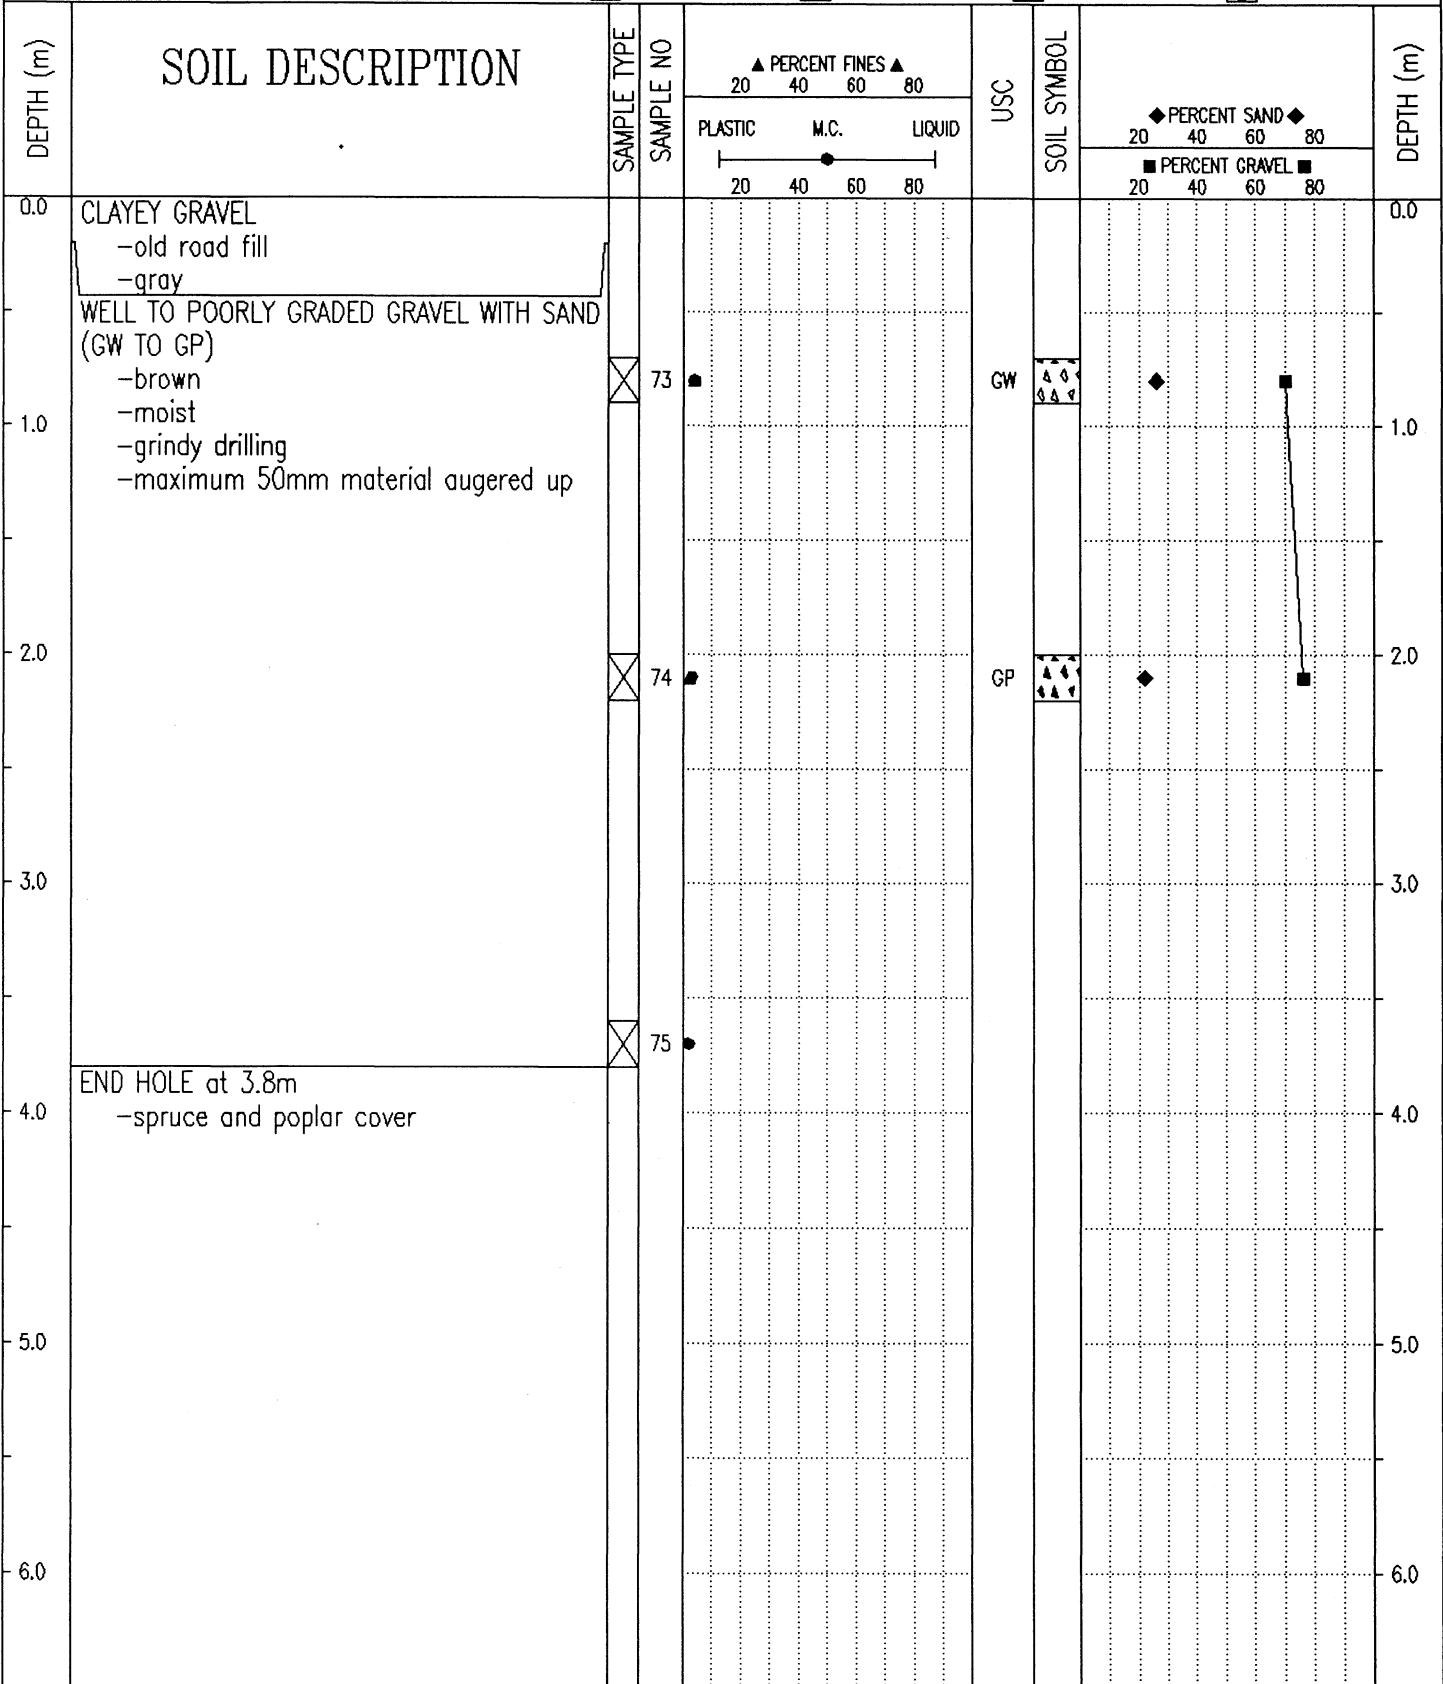 DEPTH (m)
SOIL DESCRIPTION
SAMPLE TYPE
SAMPLE NO
▲ PERCENT FINES ▲
20 40 60 80
PLASTIC M.C. LIQUID
20 40 60 80
USC
SOIL SYMBOL
◆PERCENT SAND◆
20 40 60 80
■ PERCENT GRAVEL ■
20 40 60 80
DEPTH (m)
0.0 CLAYEY GRAVEL 0.0
-old road fill
-gray
WELL TO POORLY GRADED GRAVEL WITH SAND
(GW TO GP)
-brown 73 GW
-moist
1.0 1.0
-grindy drilling
-maximum 50mm material augered up
2.0 2.0
74 GP
3.0 3.0
75
END HOLE at 3.8m
4.0 -spruce and poplar cover 4.0
5.0 5.0
6.0 6.0